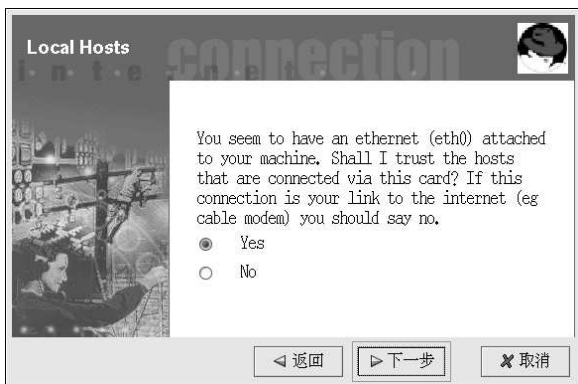 Local Hosts
connection
internet
You seem to have an ethernet (eth0) attached
to your machine. Shall I trust the hosts
that are connected via this card? If this
connection is your link to the internet (eg
cable modem) you should say no.
Yes
No
返回
下一步
取消